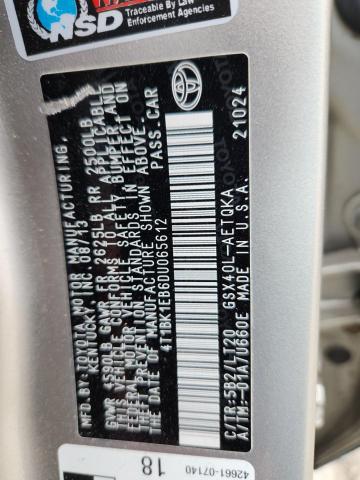 NSD
Traceable By Law
Enforcement Agencies
MFD BY: TOYOTA MOTOR MANUFACTURING,
KENTUCKY, INC. 08/13
GVWR 4590LB GAWR FR 2625LB RR 2500LB
THIS VEHICLE CONFORMS TO ALL APPLICABLE
FEDERAL MOTOR VEHICLE SAFETY, BUMPER, AND
THEFT PREVENTION STANDARDS IN EFFECT ON
THE DATE OF MANUFACTURE SHOWN ABOVE.
4T1BK1EB6DU065612 PASS.CAR
C/TR:5B2/LT20 GSX40L-AETQKA
A/TM:-01A/U660E MADE IN USA 21024
TOYOTA
42661-07140
18